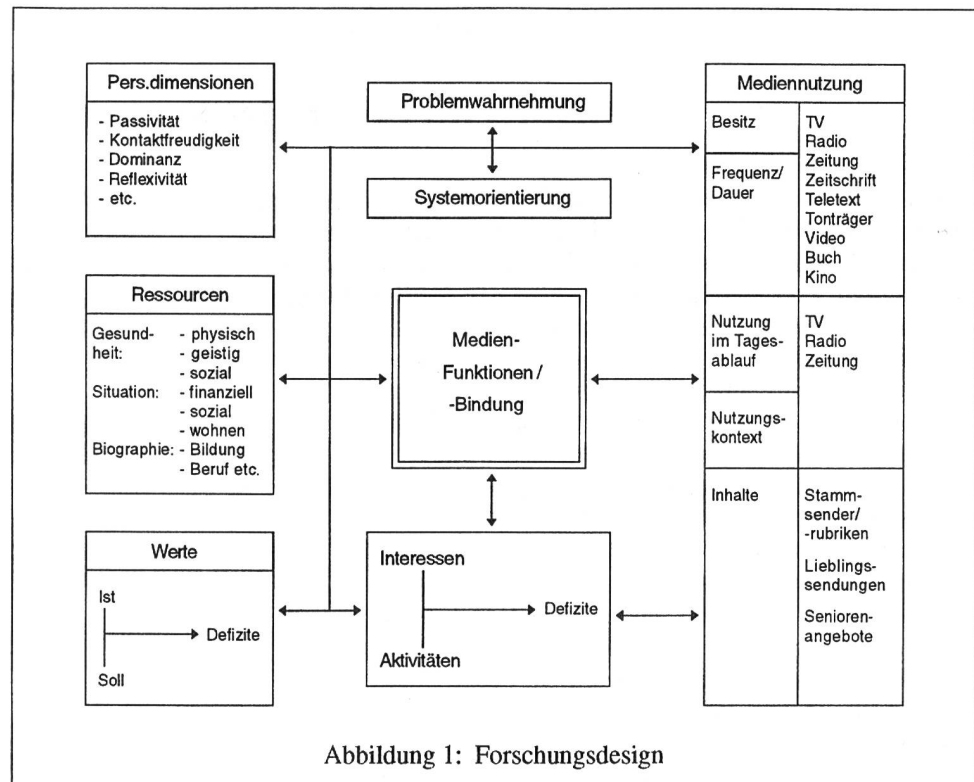 Pers.dimensionen
- Passivität
- Kontaktfreudigkeit
- Dominanz
- Reflexivität
- etc.
Problemwahrnehmung
Systemorientierung
Mediennutzung
Besitz
Frequenz/
Dauer
TV
Radio
Zeitung
Zeitschrift
Teletext
Tonträger
Video
Buch
Kino
Ressourcen
Gesund- - physisch
heit: - geistig
- sozial
Situation: - finanziell
- sozial
- wohnen
Biographie: - Bildung
- Beruf etc.
Medien-
Funktionen /
-Bindung
Nutzung
im Tages-
ablauf
Nutzungs-
kontext
TV
Radio
Zeitung
Werte
Ist
Defizite
Soll
Interessen
Defizite
Aktivitäten
Inhalte
Stamm-
sender/
-rubriken
Lieblings-
sendungen
Senioren-
angebote
Abbildung 1: Forschungsdesign